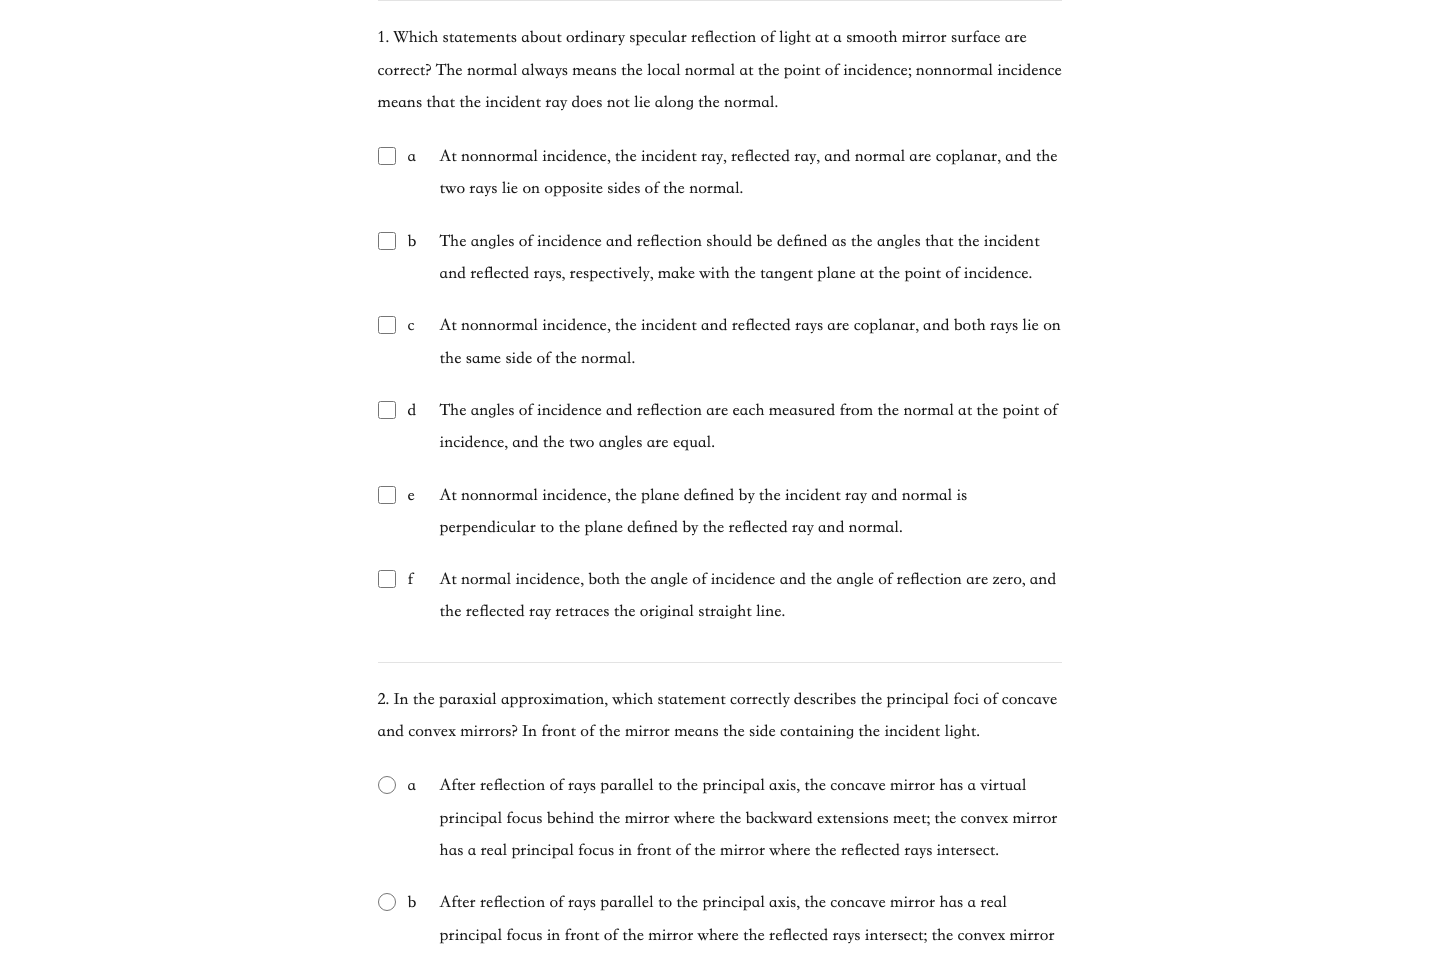 1. Which statements about ordinary specular reflection of light at a smooth mirror surface are
correct? The normal always means the local normal at the point of incidence; nonnormal incidence
means that the incident ray does not lie along the normal.
a At nonnormal incidence, the incident ray, reflected ray, and normal are coplanar, and the
two rays lie on opposite sides of the normal.
b The angles of incidence and reflection should be defined as the angles that the incident
and reflected rays, respectively, make with the tangent plane at the point of incidence.
c At nonnormal incidence, the incident and reflected rays are coplanar, and both rays lie on
the same side of the normal.
d The angles of incidence and reflection are each measured from the normal at the point of
incidence, and the two angles are equal.
e At nonnormal incidence, the plane defined by the incident ray and normal is
perpendicular to the plane defined by the reflected ray and normal.
f At normal incidence, both the angle of incidence and the angle of reflection are zero, and
the reflected ray retraces the original straight line.
2. In the paraxial approximation, which statement correctly describes the principal foci of concave
and convex mirrors? In front of the mirror means the side containing the incident light.
a After reflection of rays parallel to the principal axis, the concave mirror has a virtual
principal focus behind the mirror where the backward extensions meet; the convex mirror
has a real principal focus in front of the mirror where the reflected rays intersect.
b After reflection of rays parallel to the principal axis, the concave mirror has a real
principal focus in front of the mirror where the reflected rays intersect; the convex mirror